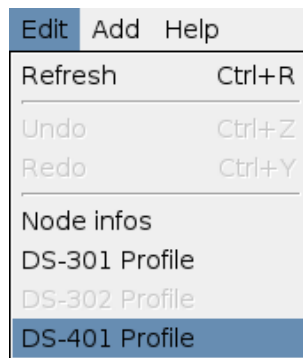 Edit Add Help
Refresh Ctrl+R
Undo Ctrl+Z
Redo Ctrl+Y
Node infos
DS-301 Profile
DS-302 Profile
DS-401 Profile